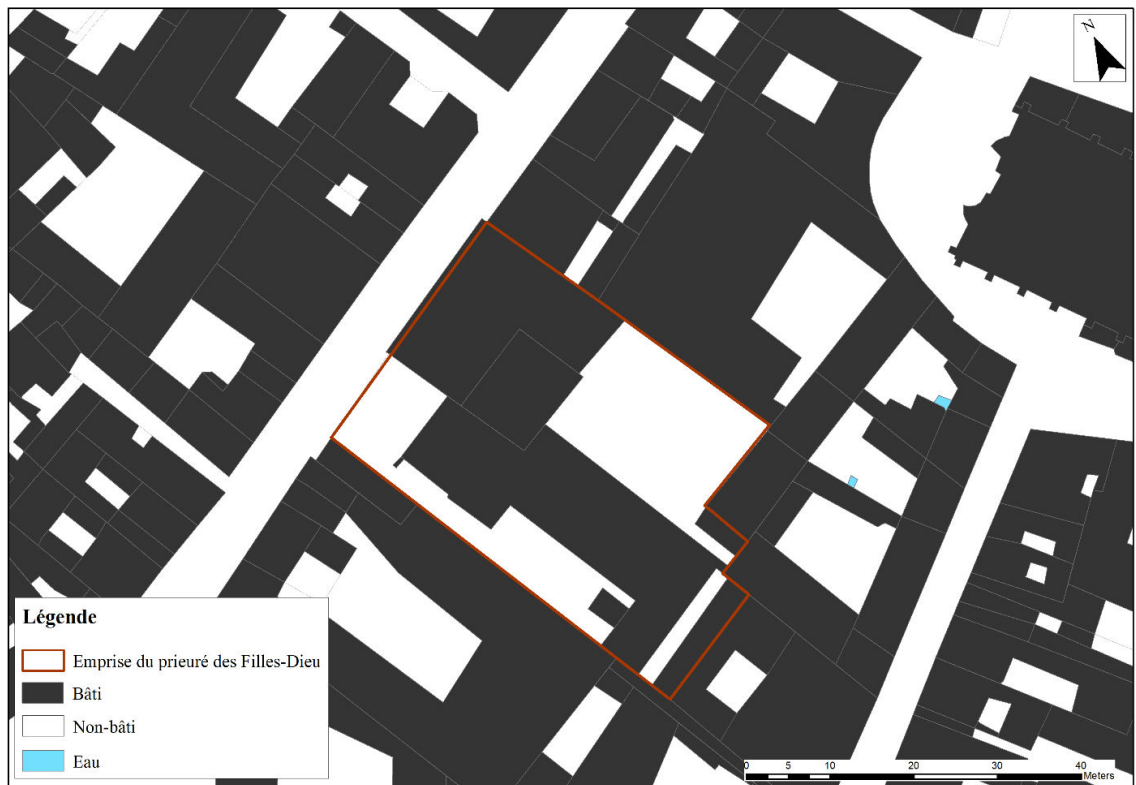 N
Légende
Emprise du prieuré des Filles-Dieu
Bâti
Non-bâti
Eau
0 5 10 20 30 40
Meters